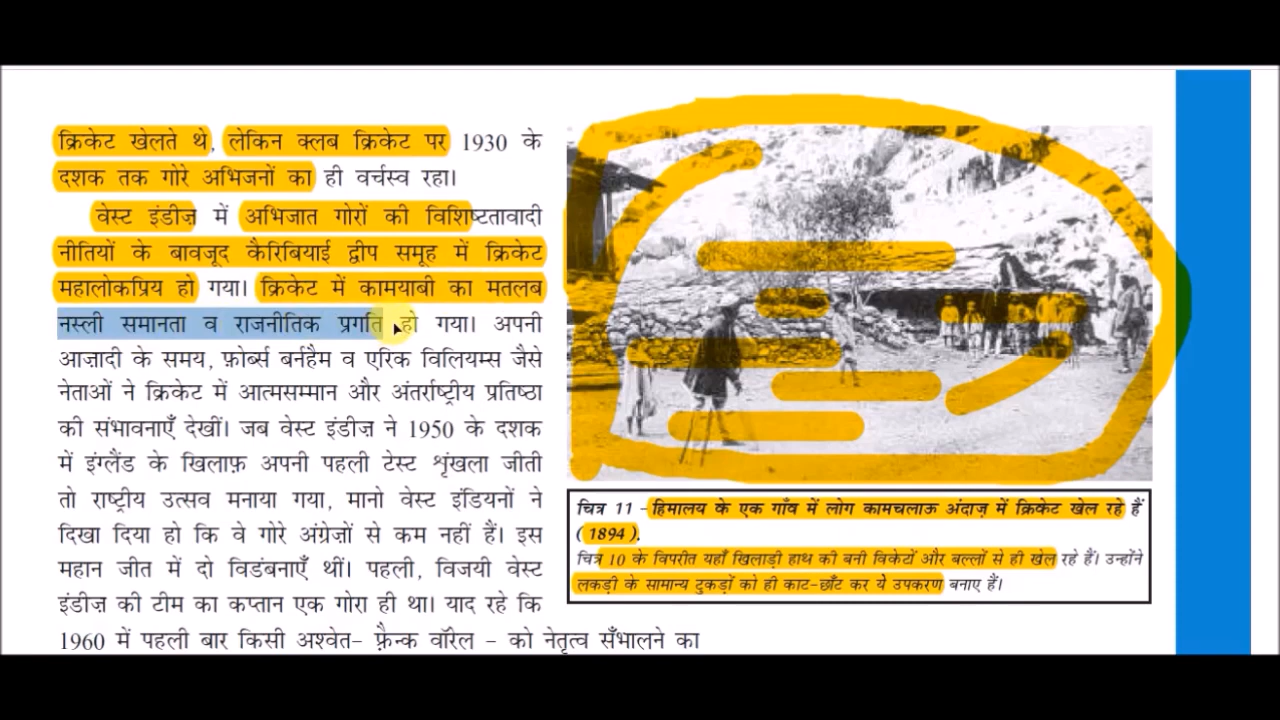 क्रिकेट खेलते थे, लेकिन क्लब क्रिकेट पर 1930 के
दशक तक गोरे अभिजनों का ही वर्चस्व रहा।
वेस्ट इंडीज़ में अभिजात गोरों की विशिष्टतावादी
नीतियों के बावजूद कैरिबियाई द्वीप समूह में क्रिकेट
महालोकप्रिय हो गया। क्रिकेट में कामयाबी का मतलब
नस्ली समानता व राजनीतिक प्रगति हो गया। अपनी
आज़ादी के समय, फ़ोर्ब्स बर्नहैम व एरिक विलियम्स जैसे
नेताओं ने क्रिकेट में आत्मसम्मान और अंतर्राष्ट्रीय प्रतिष्ठा
की संभावनाएँ देखीं। जब वेस्ट इंडीज़ ने 1950 के दशक
में इंग्लैंड के खिलाफ़ अपनी पहली टेस्ट शृंखला जीती
तो राष्ट्रीय उत्सव मनाया गया, मानो वेस्ट इंडियनों ने
दिखा दिया हो कि वे गोरे अंग्रेज़ों से कम नहीं हैं। इस
महान जीत में दो विडंबनाएँ थीं। पहली, विजयी वेस्ट
इंडीज़ की टीम का कप्तान एक गोरा ही था। याद रहे कि
1960 में पहली बार किसी अश्वेत– फ़्रैन्क वॉरेल – को नेतृत्व सँभालने का
चित्र 11 – हिमालय के एक गाँव में लोग कामचलाऊ अंदाज़ में क्रिकेट खेल रहे हैं
(1894).
चित्र 10 के विपरीत यहाँ खिलाड़ी हाथ की बनी विकेटों और बल्लों से ही खेल रहे हैं। उन्होंने
लकड़ी के सामान्य टुकड़ों को ही काट-छाँट कर ये उपकरण बनाए हैं।